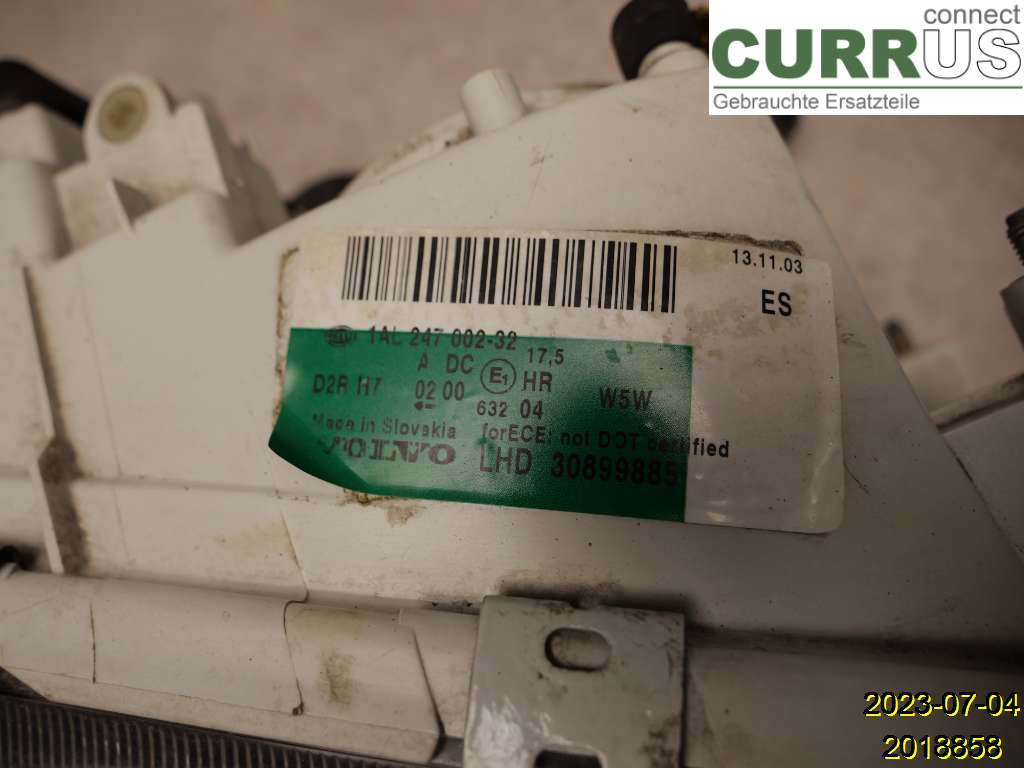 connect
CURRUS
Gebrauchte Ersatzteile
13.11.03
ES
1AL 247 002-32 17,5
A DC E1 HR
D2R H7 02 00 W5W
632 04
Made in Slovakia forECE: not DOT certified
VOLVO LHD 30899885
2023-07-04
2018858